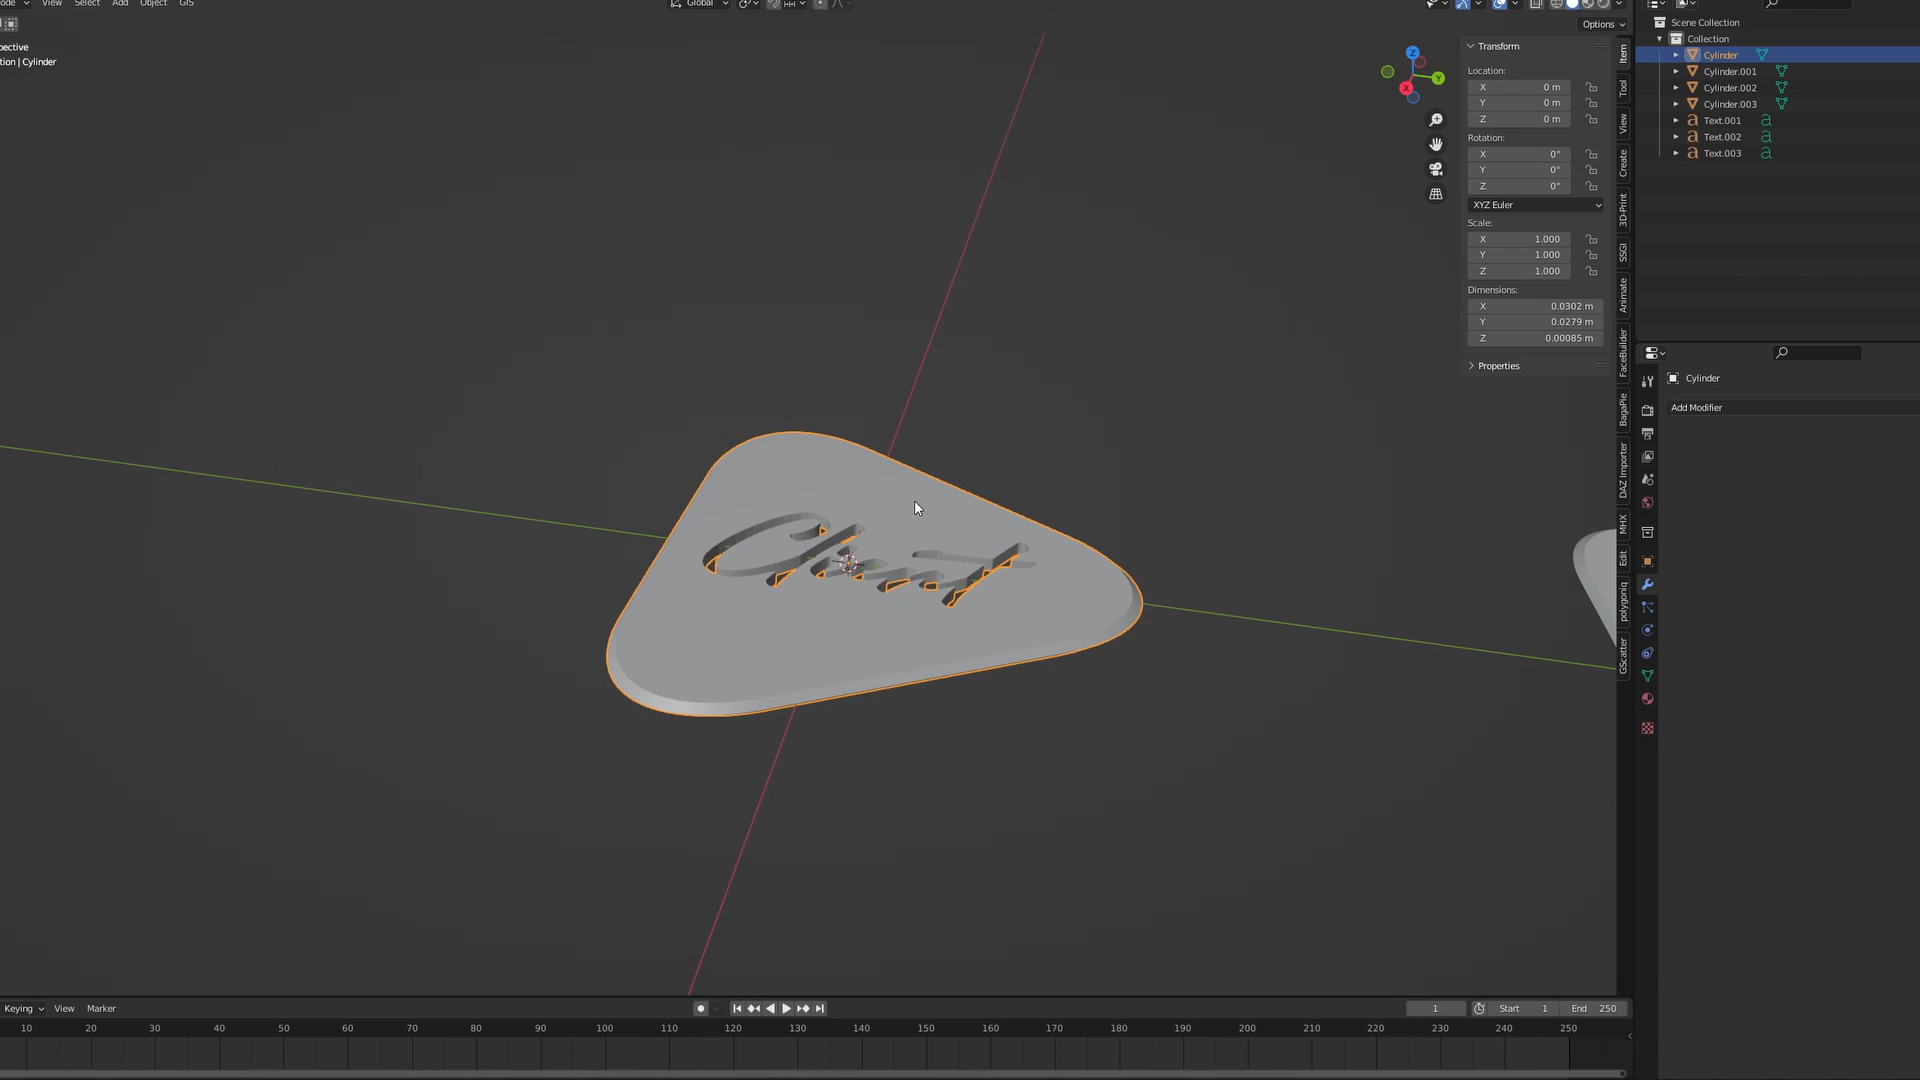 ode View Select Add Object GIS
Global
Options
pective
tion | Cylinder
Transform
Location:
X 0 m
Y 0 m
Z 0 m
Rotation:
X 0°
Y 0°
Z 0°
XYZ Euler
Scale:
X 1.000
Y 1.000
Z 1.000
Dimensions:
X 0.0302 m
Y 0.0279 m
Z 0.00085 m
Properties
Z
Y
X
Item
Tool
View
Create
3D-Print
SSGI
Animate
FaceBuilder
BagaPie
DAZ Importer
MHX
Edit
polygoniq
GScatter
Scene Collection
Collection
Cylinder
Cylinder.001
Cylinder.002
Cylinder.003
Text.001
Text.002
Text.003
Cylinder
Add Modifier
Keying View Marker
1 Start 1 End 250
10 20 30 40 50 60 70 80 90 100 110 120 130 140 150 160 170 180 190 200 210 220 230 240 250